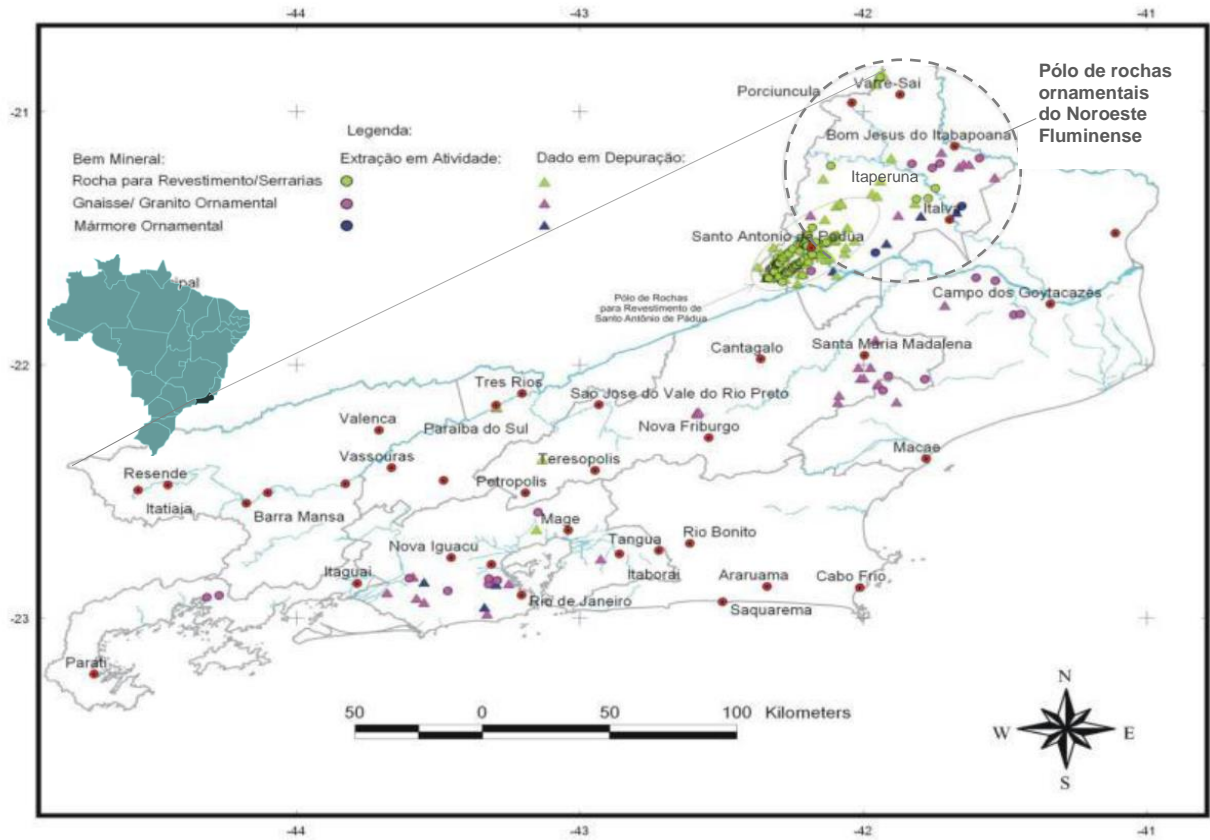 -44
-43
-42
-41
Pólo de rochas
ornamentais
do Noroeste
Fluminense
-21
Porciuncula
Varre-Sai
Bom Jesus do Itabapoana
Legenda:
Bem Mineral:
Extração em Atividade:
Dado em Depuração:
Rocha para Revestimento/Serrarias
Gnaisse/ Granito Ornamental
Mármore Ornamental
Itaperuna
Italva
Santo Antonio de Padua
ipal
Pólo de Rochas
para Revestimento de
Santo Antônio de Pádua
Campo dos Goytacazes
-22
Cantagalo
Santa Maria Madalena
Tres Rios
Sao Jose do Vale do Rio Preto
Valenca
Paraiba do Sul
Nova Friburgo
Macae
Vassouras
Teresopolis
Resende
Petropolis
Itatiaia
Barra Mansa
Mage
Nova Iguacu
Tangua
Rio Bonito
Itaguai
Itaborai
Araruama
Cabo Frio
Rio de Janeiro
Saquarema
-23
Parati
50
0
50
100
Kilometers
N
W
E
S
-44
-43
-42
-41